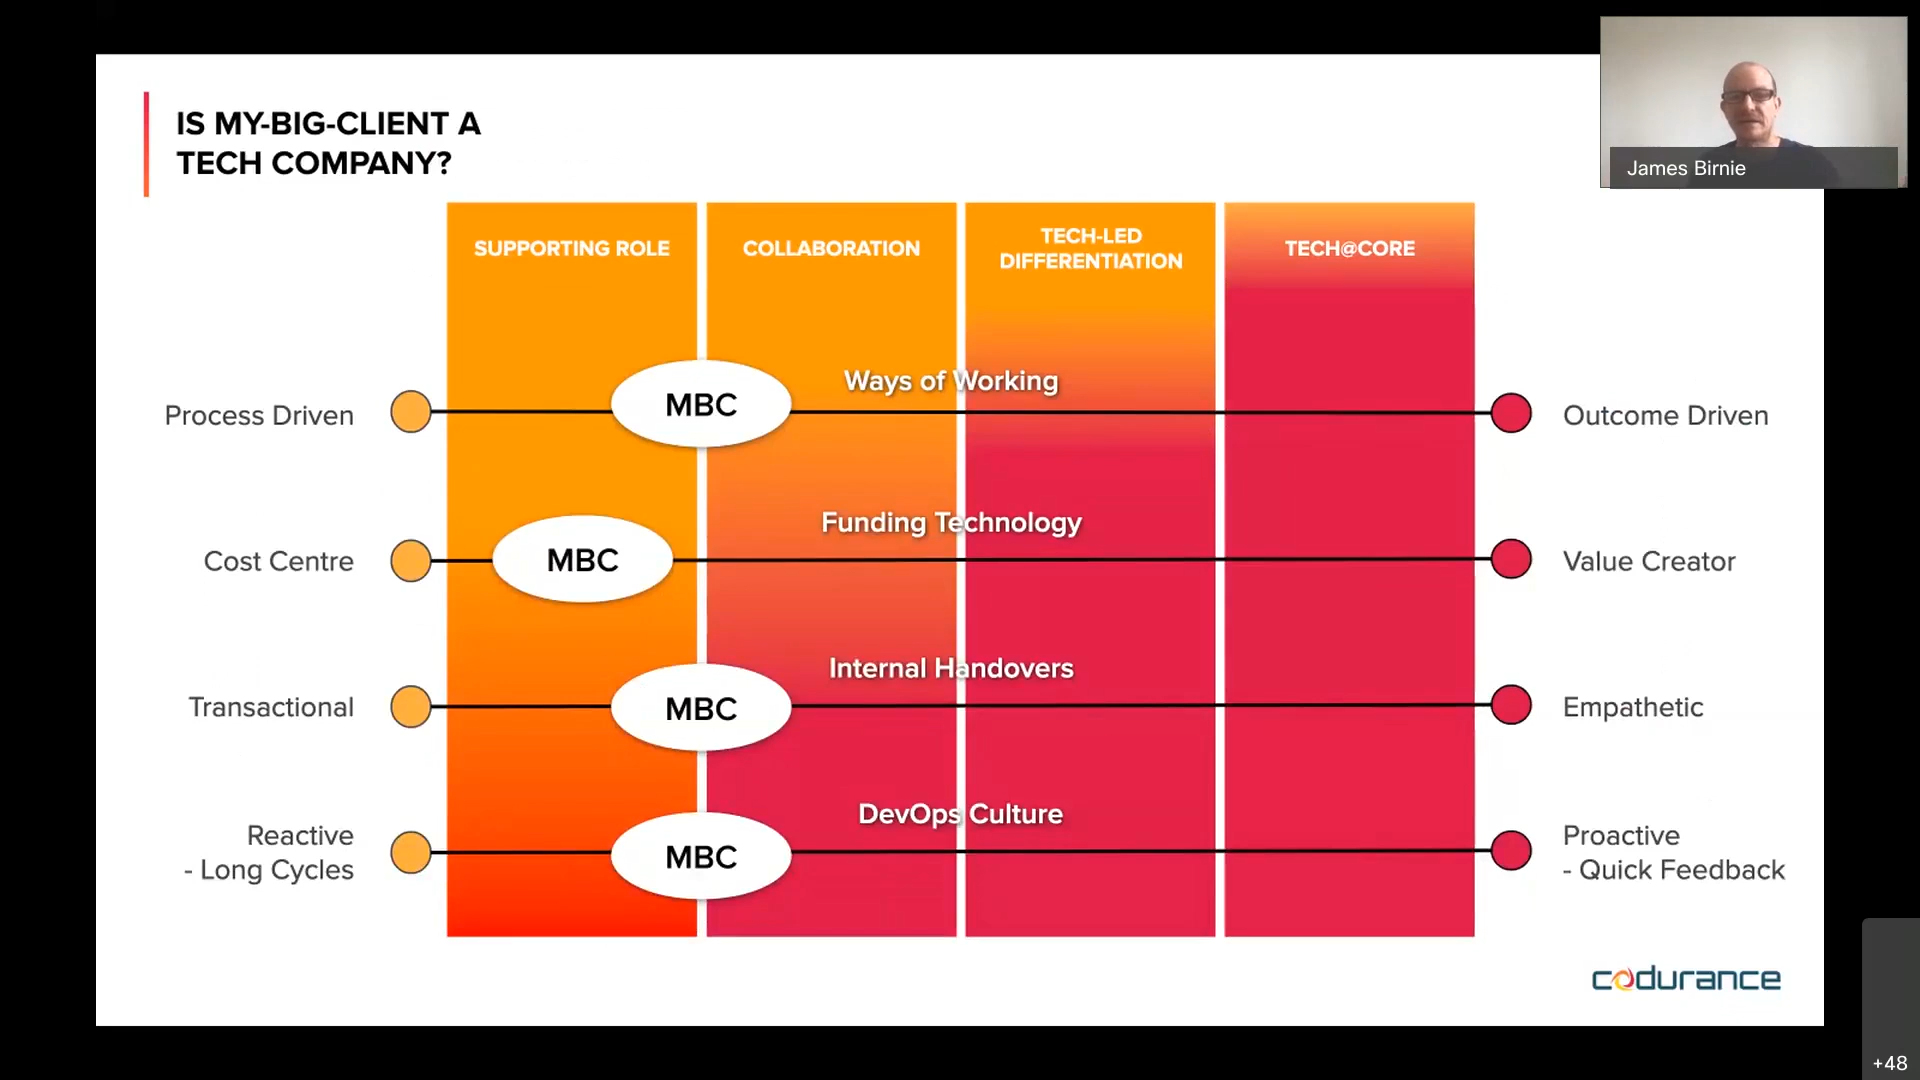 IS MY-BIG-CLIENT A
TECH COMPANY?
James Birnie
SUPPORTING ROLE
COLLABORATION
TECH-LED
DIFFERENTIATION
TECH@CORE
Ways of Working
Process Driven
MBC
Outcome Driven
Funding Technology
Cost Centre
MBC
Value Creator
Internal Handovers
Transactional
MBC
Empathetic
DevOps Culture
Reactive
- Long Cycles
MBC
Proactive
- Quick Feedback
codurance
+48